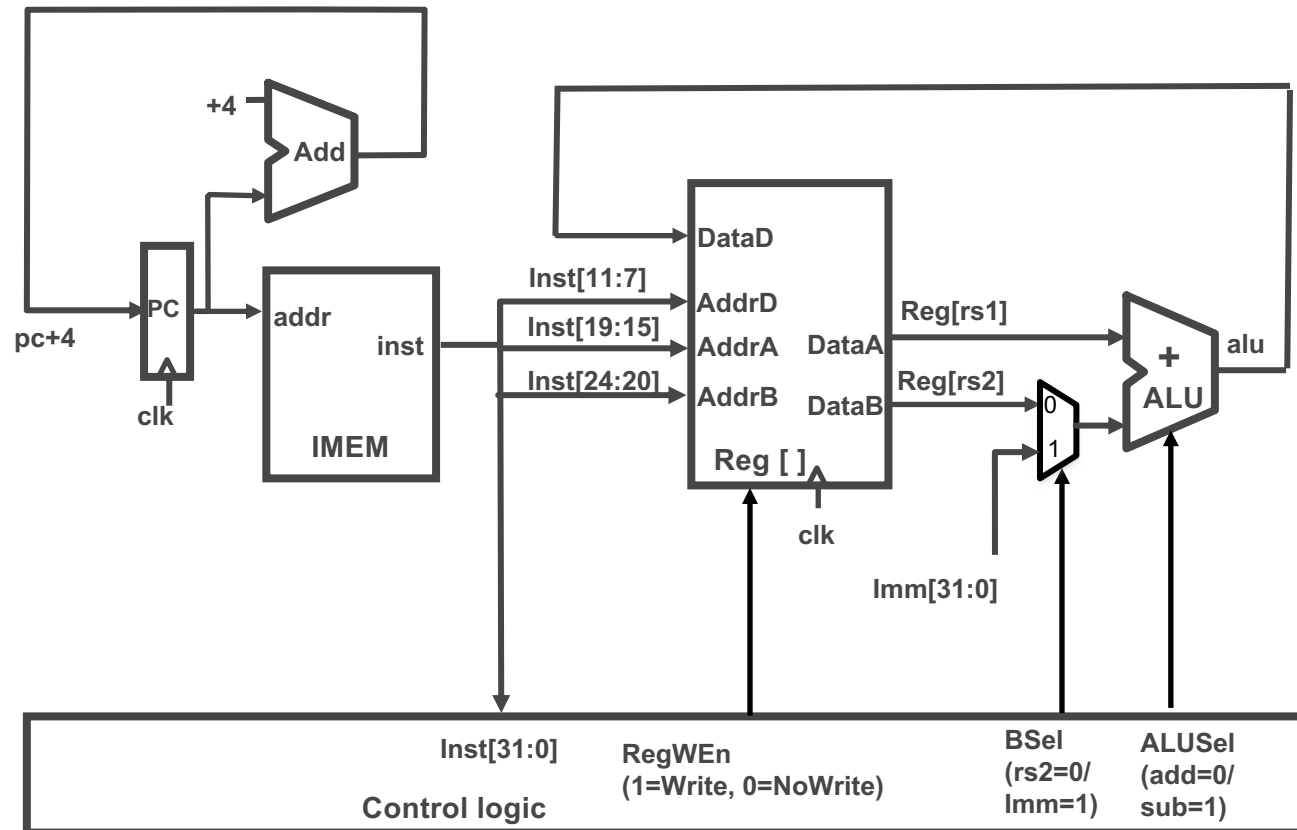 +4
Add
DataD
Inst[11:7]
PC
AddrD
Reg[rs1]
addr
Inst[19:15]
+
pc+4
inst
AddrA
DataA
alu
Inst[24:20]
Reg[rs2]
AddrB
DataB
0
ALU
clk
IMEM
Reg [ ]
1
clk
Imm[31:0]
Inst[31:0]
RegWEn
(1=Write, 0=NoWrite)
BSel
(rs2=0/
Imm=1)
ALUSel
(add=0/
sub=1)
Control logic